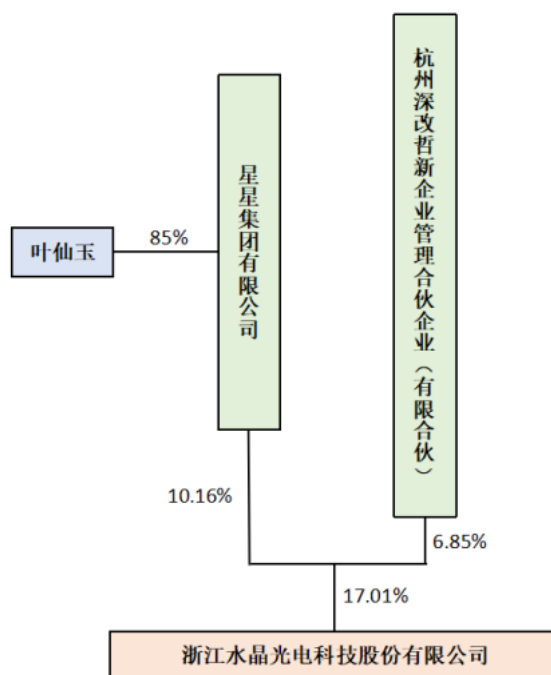 叶仙玉
85%
星星集团有限公司
杭州深改哲新企业管理合伙企业（有限合伙）
10.16%
6.85%
17.01%
浙江水晶光电科技股份有限公司